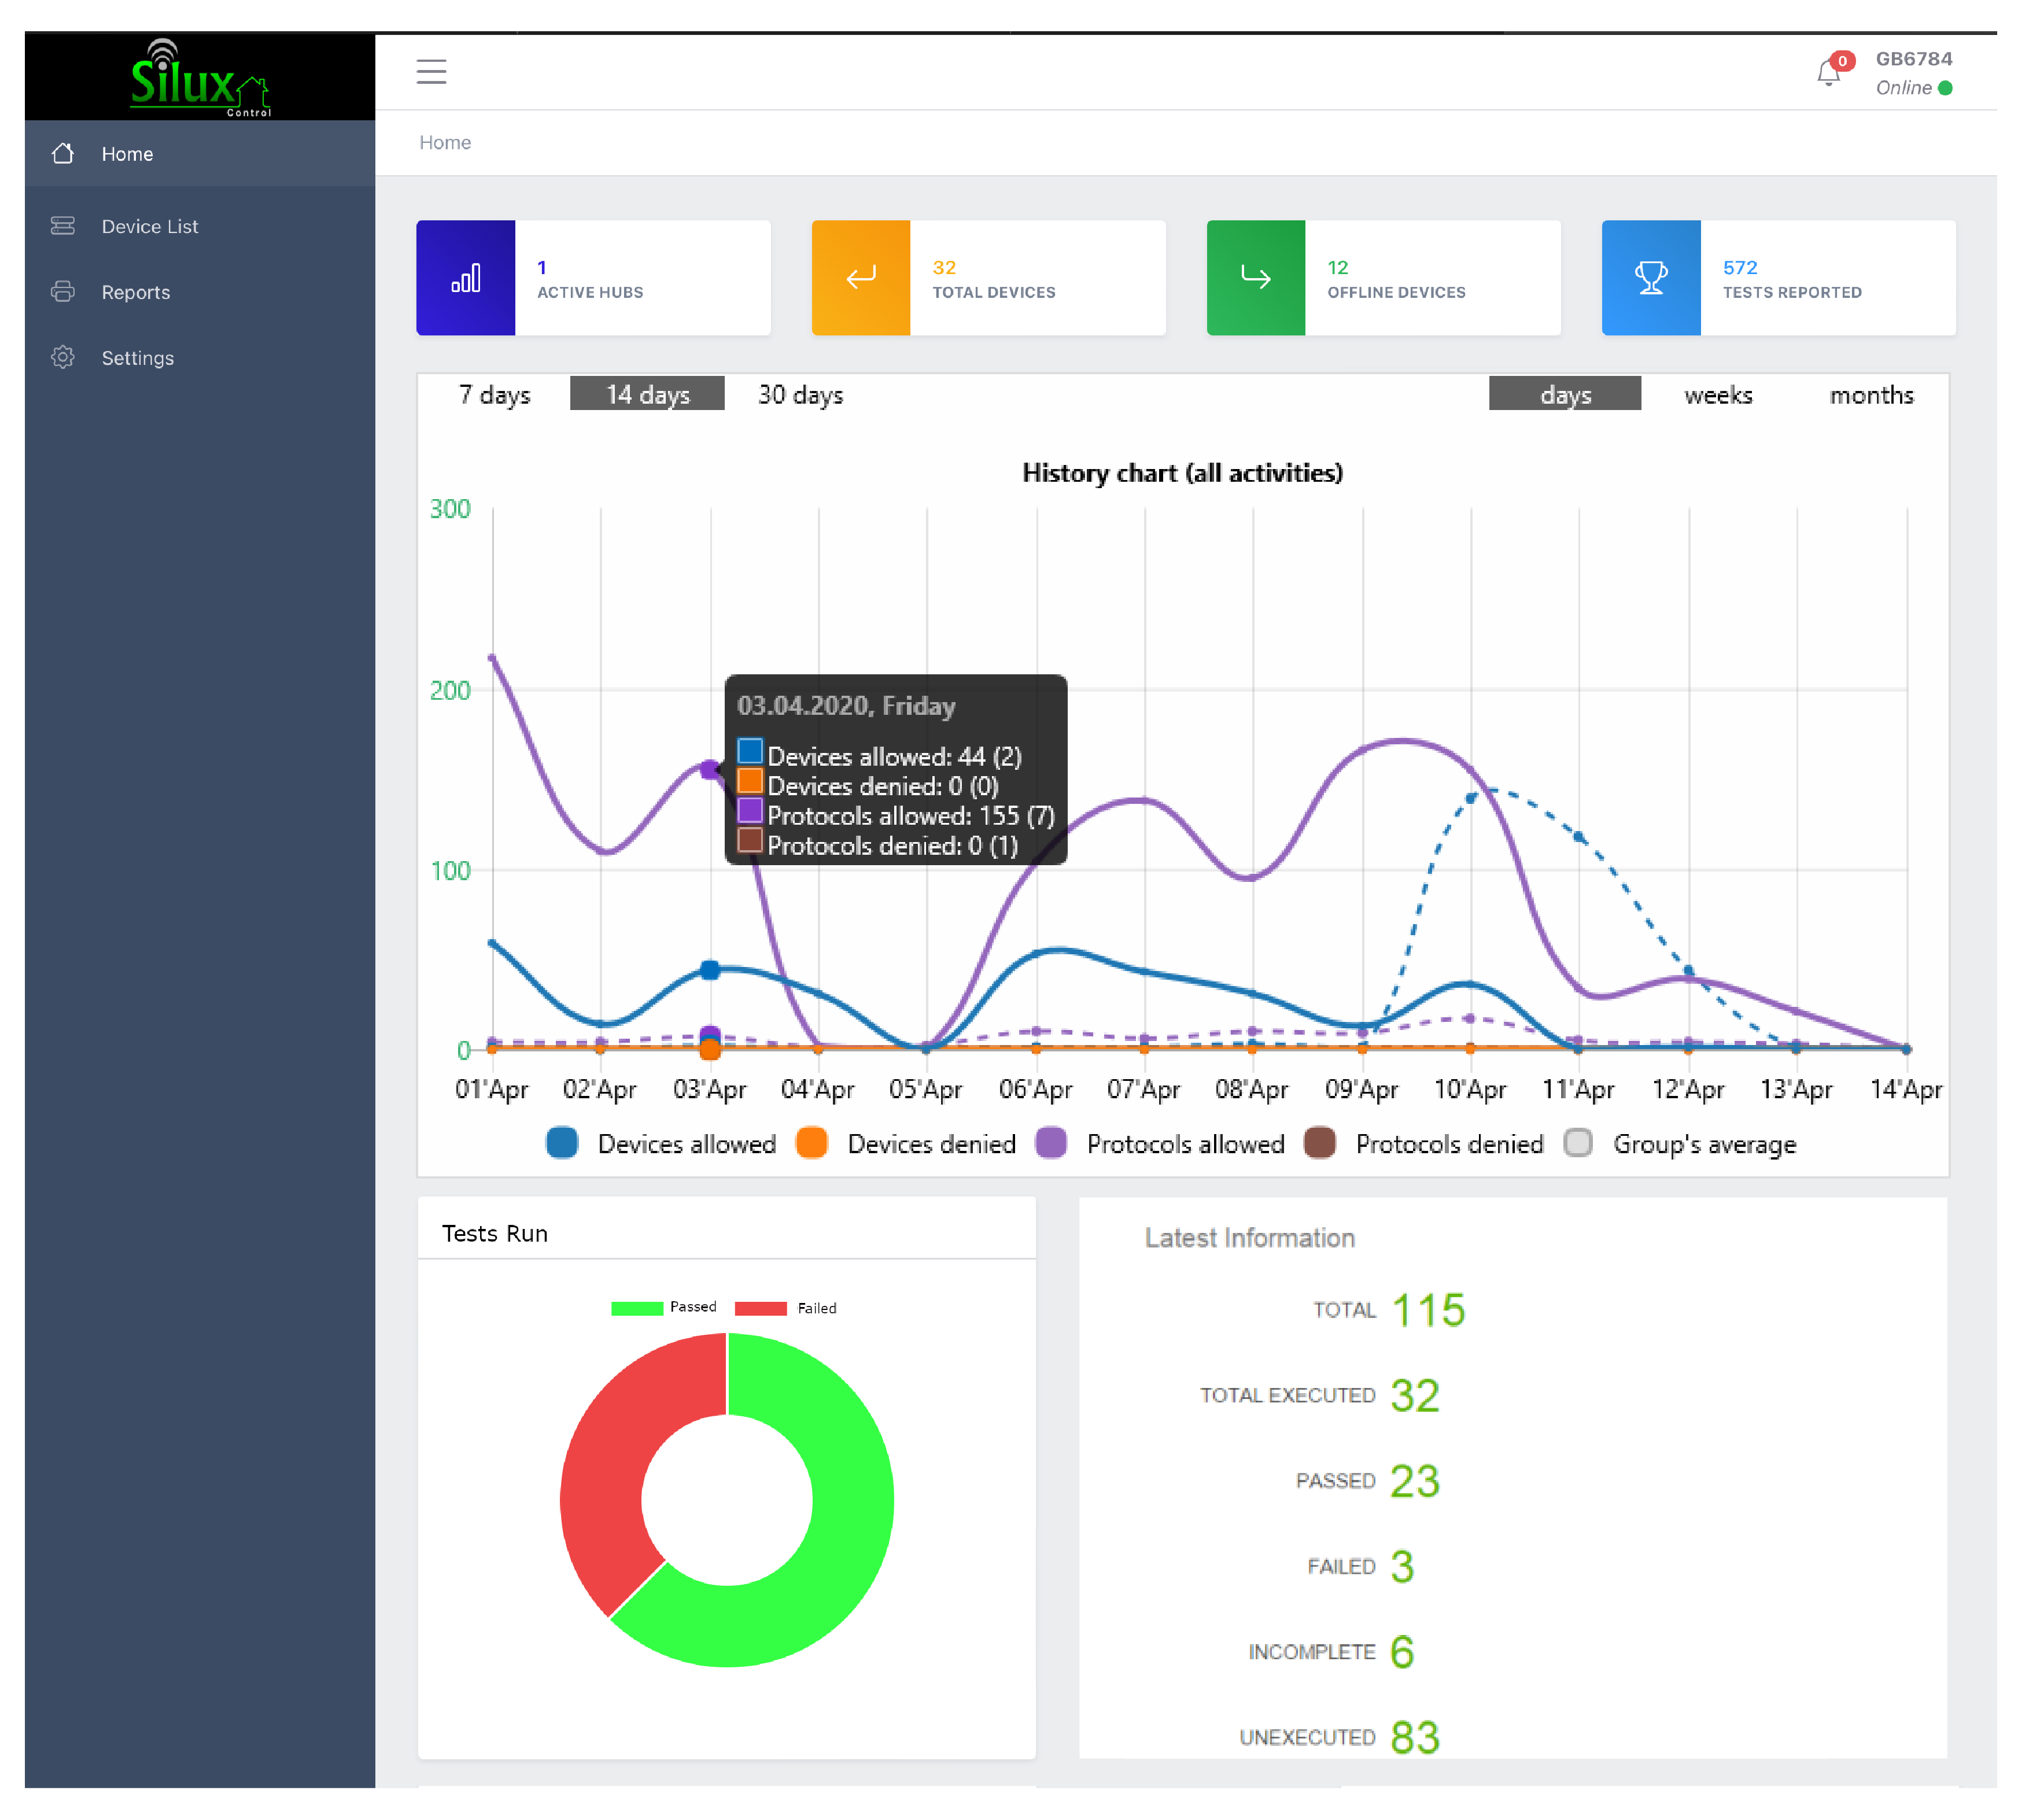 Silux
Control
0
GB6784
Online
Home
Home
Device List
Reports
Settings
1
ACTIVE HUBS
32
TOTAL DEVICES
12
OFFLINE DEVICES
572
TESTS REPORTED
7 days 14 days 30 days
days weeks months
History chart (all activities)
300
200
100
0
03.04.2020, Friday
Devices allowed: 44 (2)
Devices denied: 0 (0)
Protocols allowed: 155 (7)
Protocols denied: 0 (1)
01'Apr 02'Apr 03'Apr 04'Apr 05'Apr 06'Apr 07'Apr 08'Apr 09'Apr 10'Apr 11'Apr 12'Apr 13'Apr 14'Apr
Devices allowed Devices denied Protocols allowed Protocols denied Group's average
Tests Run
Passed Failed
Latest Information
TOTAL 115
TOTAL EXECUTED 32
PASSED 23
FAILED 3
INCOMPLETE 6
UNEXECUTED 83